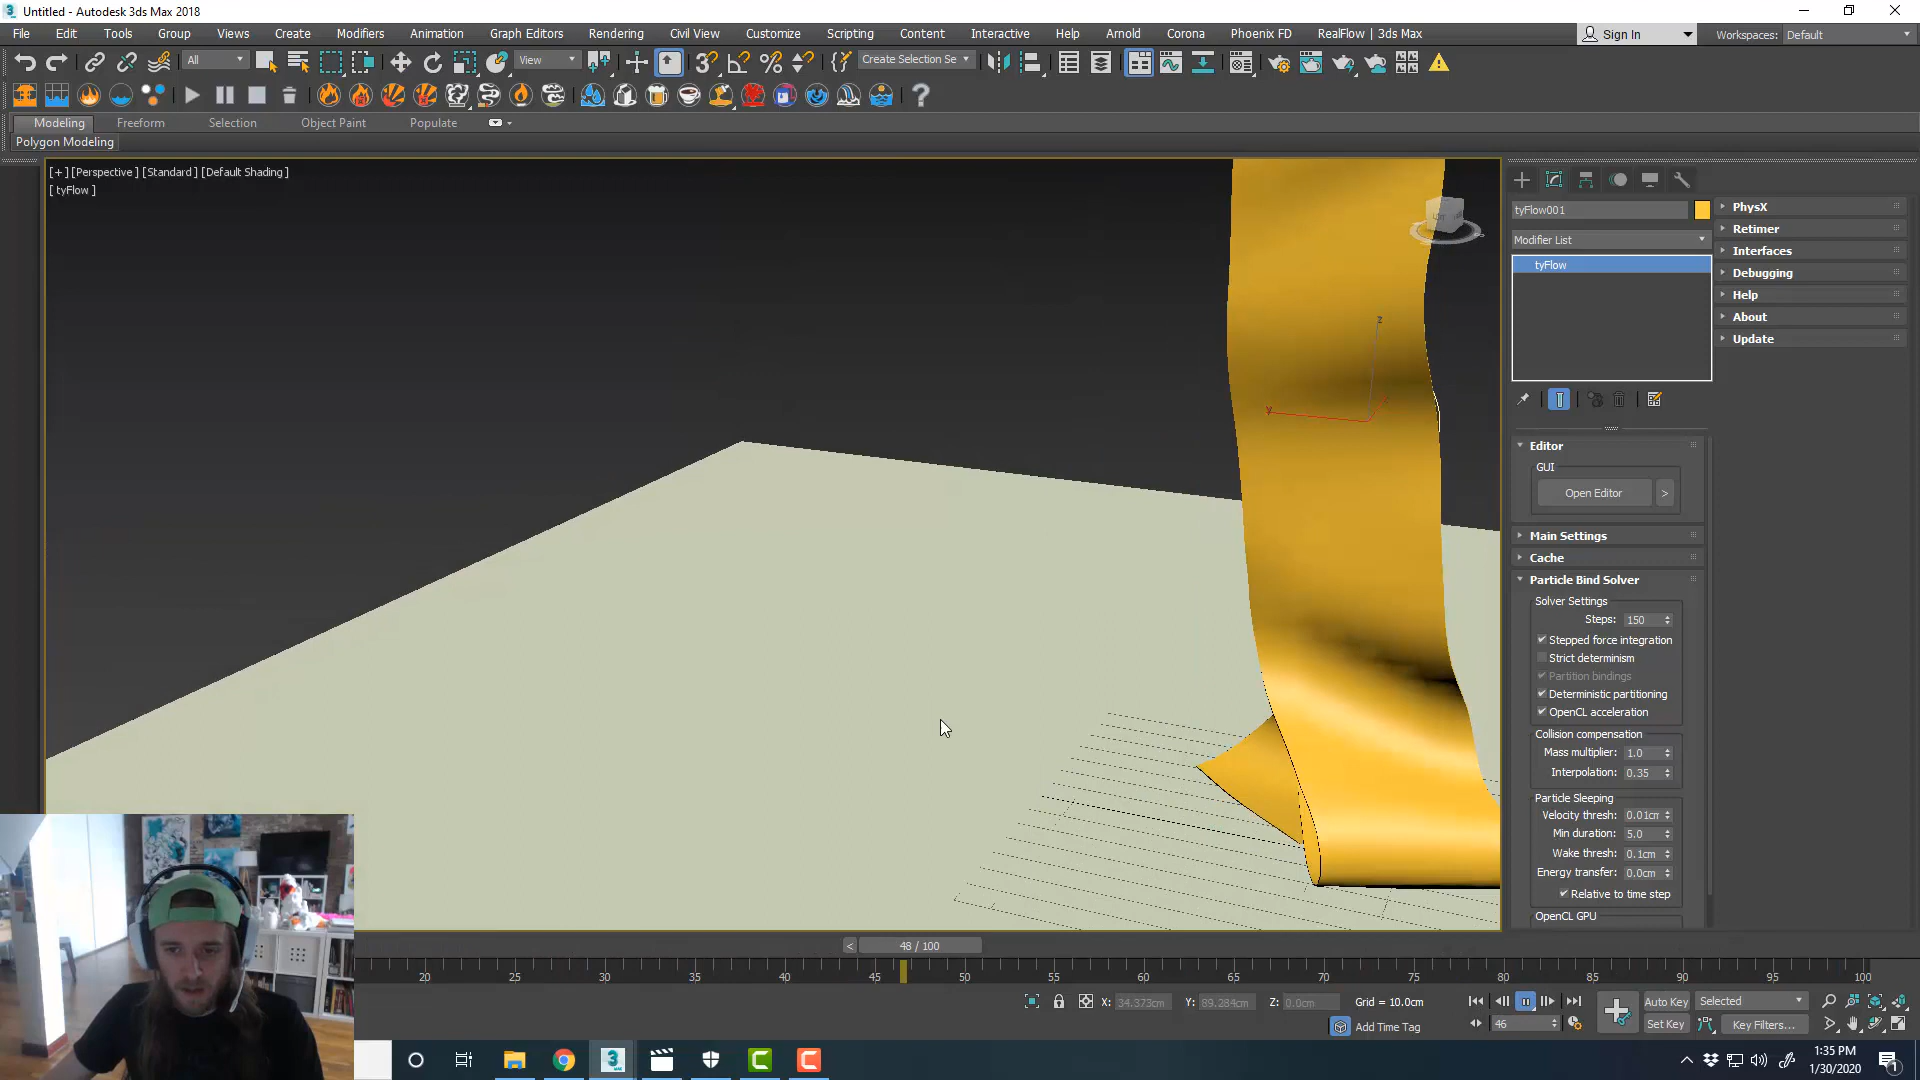 Untitled - Autodesk 3ds Max 2018
File Edit Tools Group Views Create Modifiers Animation Graph Editors Rendering Civil View Customize Scripting Content Interactive Help Arnold Corona Phoenix FD RealFlow | 3ds Max Sign In Workspaces: Default
All View Create Selection Se
Modeling Freeform Selection Object Paint Populate
Polygon Modeling
[+] [Perspective] [Standard] [Default Shading]
[ tyFlow ]
z
y
tyFlow001
Modifier List
tyFlow
PhysX
Retimer
Interfaces
Debugging
Help
About
Update
Editor
GUI
Open Editor >
Main Settings
Cache
Particle Bind Solver
Solver Settings
Steps: 150
Stepped force integration
Strict determinism
Partition bindings
Deterministic partitioning
OpenCL acceleration
Collision compensation
Mass multiplier: 1.0
Interpolation: 0.35
Particle Sleeping
Velocity thresh: 0.01cm
Min duration: 5.0
Wake thresh: 0.1cm
Energy transfer: 0.0cm
Relative to time step
OpenCL GPU
< 48 / 100
20 25 30 35 40 45 50 55 60 65 70 75 80 85 90 95 100
X: 34.373cm Y: 89.284cm Z: 0.0cm Grid = 10.0cm
Auto Key Selected
Add Time Tag
46
Set Key Key Filters...
1:35 PM
1/30/2020